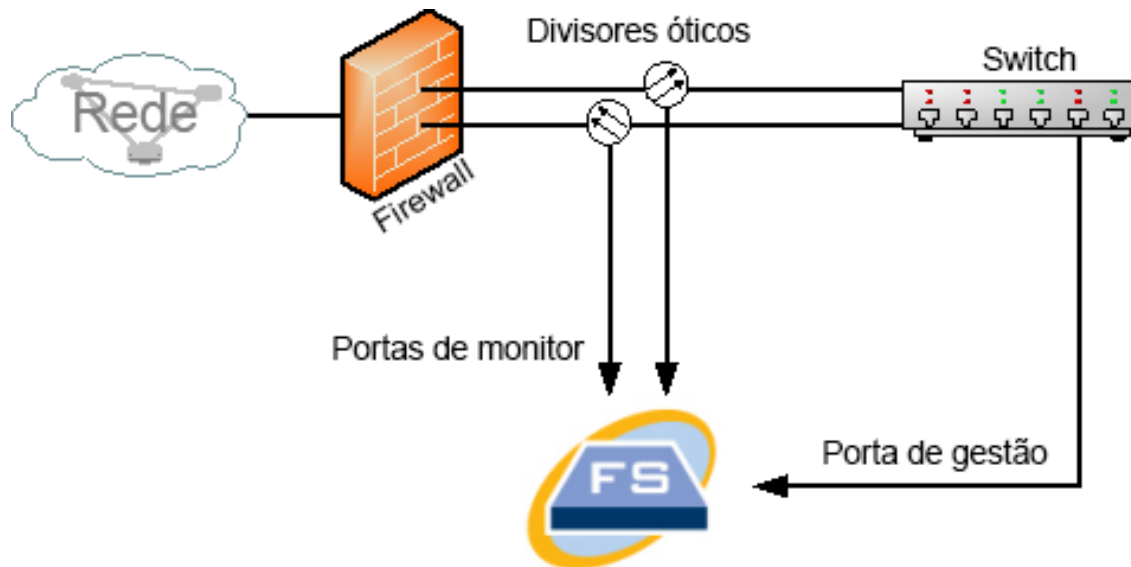 Divisores óticos
Switch
Rede
Firewall
Portas de monitor
Porta de gestão
FS